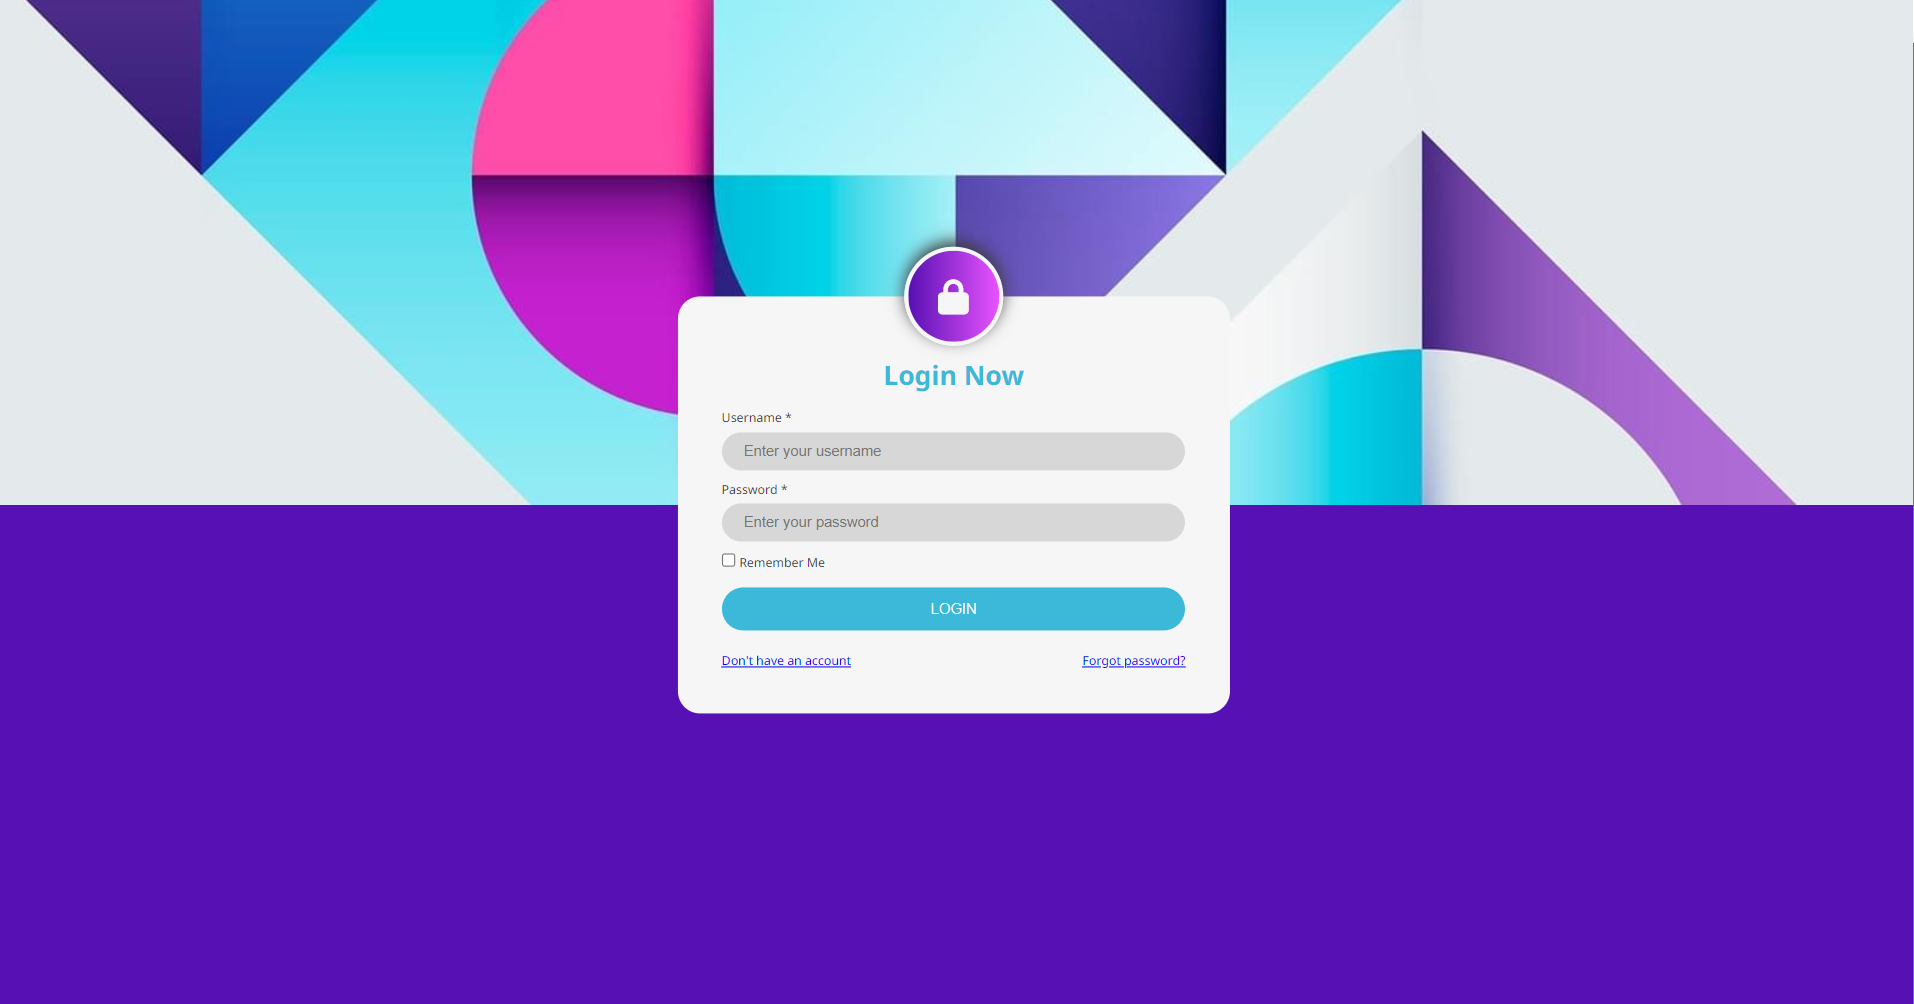 Login Now
Username *
Enter your username
Password *
Enter your password
Remember Me
LOGIN
Don't have an account
Forgot password?